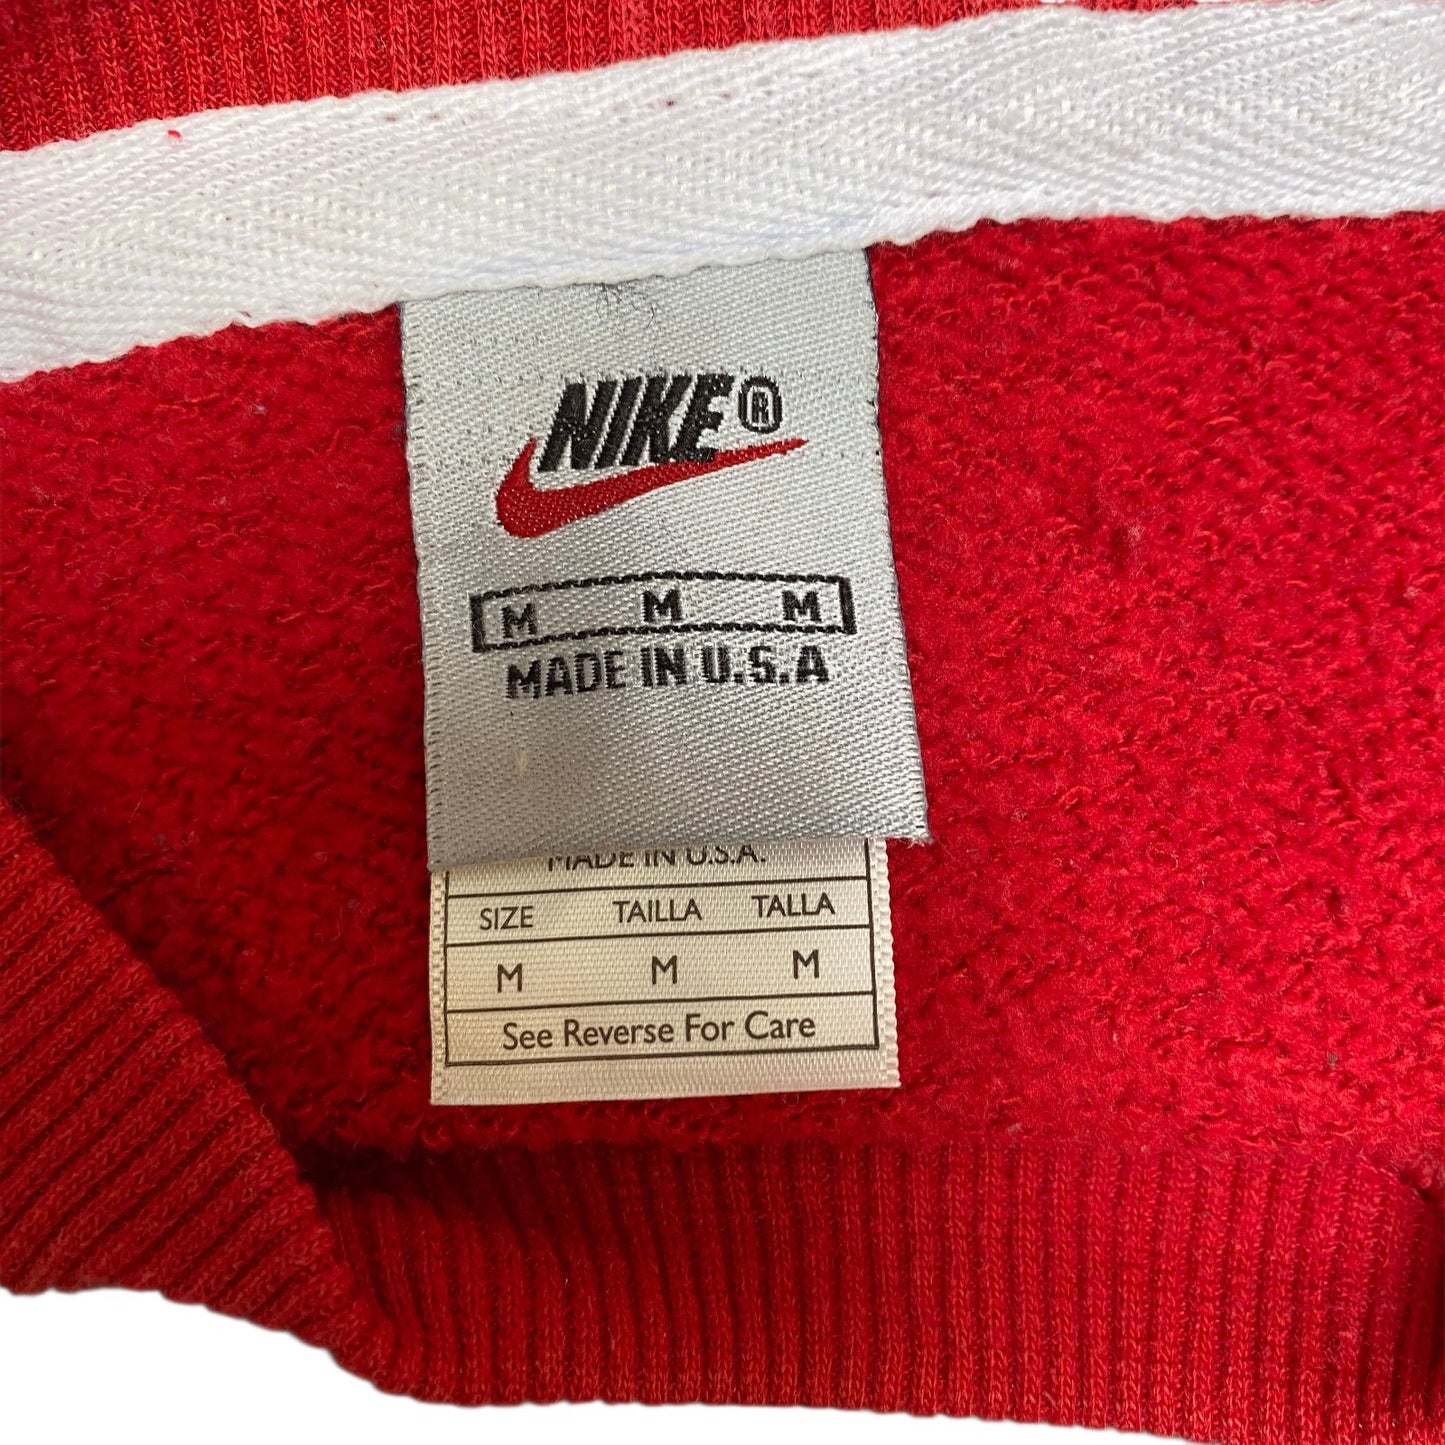 NIKE®
M M M
MADE IN U.S.A
MADE IN U.S.A.
SIZE TAILLA TALLA
M M M
See Reverse For Care